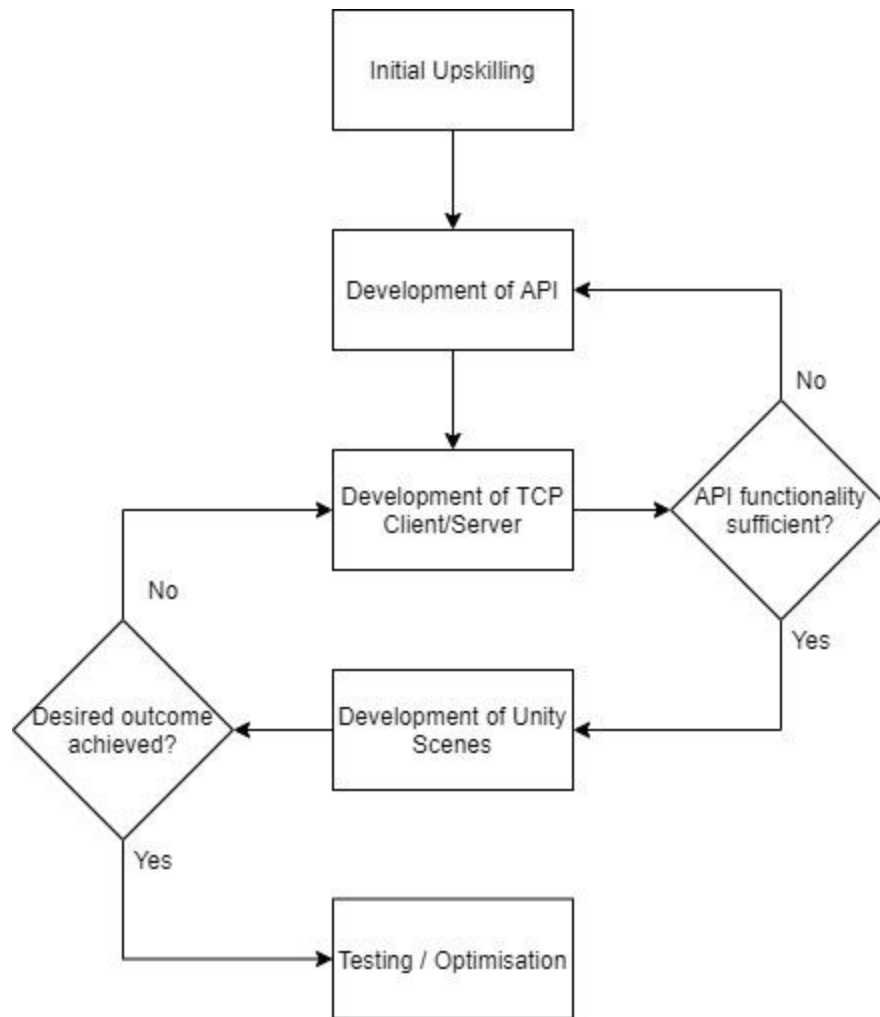 Initial Upskilling
Development of API
No
Development of TCP
Client/Server
API functionality
sufficient?
No
Yes
Development of Unity
Scenes
Desired outcome
achieved?
Yes
Testing / Optimisation